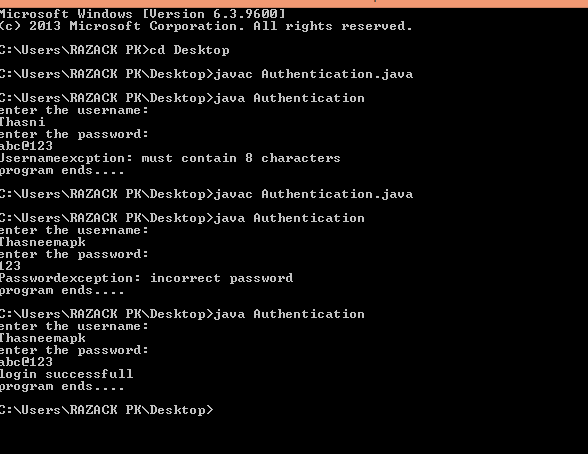 Microsoft Windows [Version 6.3.9600]
(c) 2013 Microsoft Corporation. All rights reserved.
C:\Users\RAZACK PK>cd Desktop
C:\Users\RAZACK PK\Desktop>javac Authentication.java
C:\Users\RAZACK PK\Desktop>java Authentication
enter the username:
Thasni
enter the password:
abc@123
Usernameexcption: must contain 8 characters
program ends....
C:\Users\RAZACK PK\Desktop>javac Authentication.java
C:\Users\RAZACK PK\Desktop>java Authentication
enter the username:
Thasneemapk
enter the password:
123
Passwordexception: incorrect password
program ends....
C:\Users\RAZACK PK\Desktop>java Authentication
enter the username:
Thasneemapk
enter the password:
abc@123
login successfull
program ends....
C:\Users\RAZACK PK\Desktop>